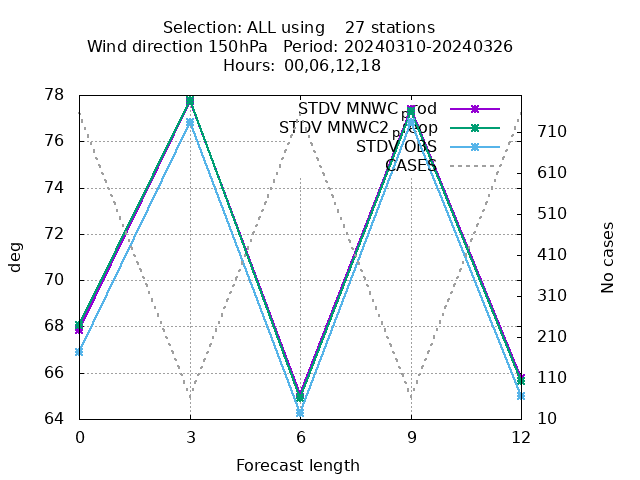 Selection: ALL using    27 stations
Wind direction 150hPa   Period: 20240310-20240326
Hours: 00,06,12,18
STDV MNWC_prod
STDV MNWC2_preop
STDV OBS
CASES
78
76
74
72
70
68
66
64
deg
710
610
510
410
310
210
110
10
No cases
0 3 6 9 12
Forecast length